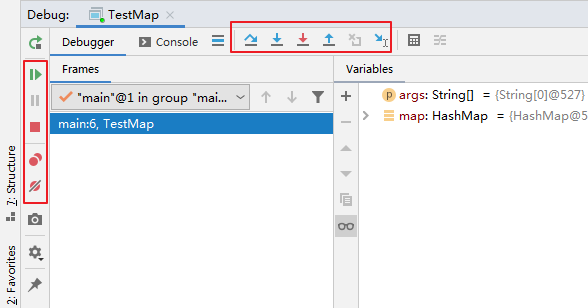 Debug: TestMap
Debugger Console
Frames Variables
"main"@1 in group "mai...
main:6, TestMap
args: String[] = {String[0]@527}
map: HashMap = {HashMap@5
7: Structure
2: Favorites